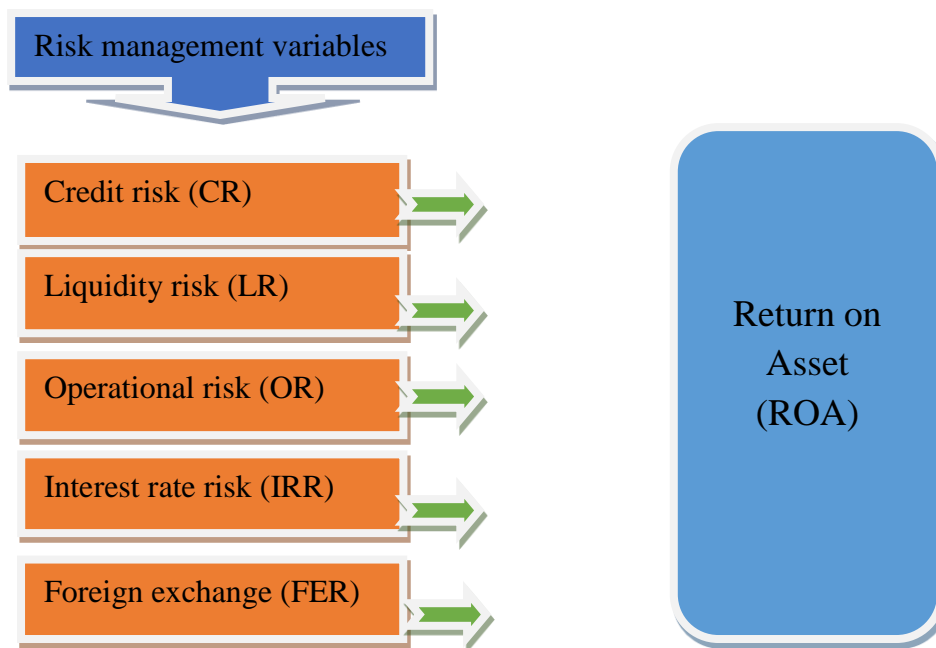 Risk management variables
Credit risk (CR)
Liquidity risk (LR)
Operational risk (OR)
Interest rate risk (IRR)
Foreign exchange (FER)
Return on
Asset
(ROA)